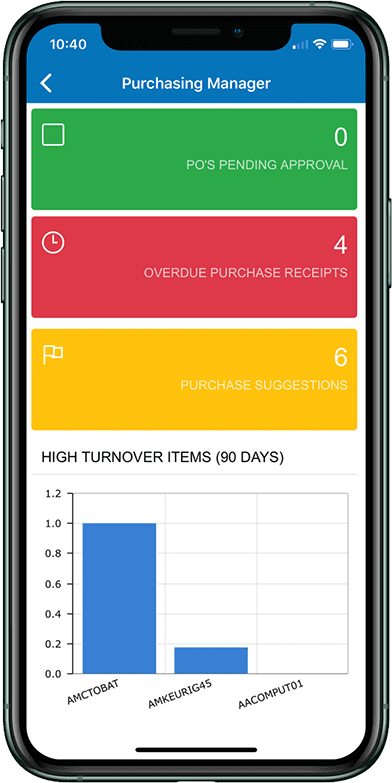 10:40
Purchasing Manager
0
PO'S PENDING APPROVAL
4
OVERDUE PURCHASE RECEIPTS
6
PURCHASE SUGGESTIONS
HIGH TURNOVER ITEMS (90 DAYS)
1.2
1.0
0.8
0.6
0.4
0.2
0.0
AMCTOBAT
AMKEURIG45
AACOMPUT01